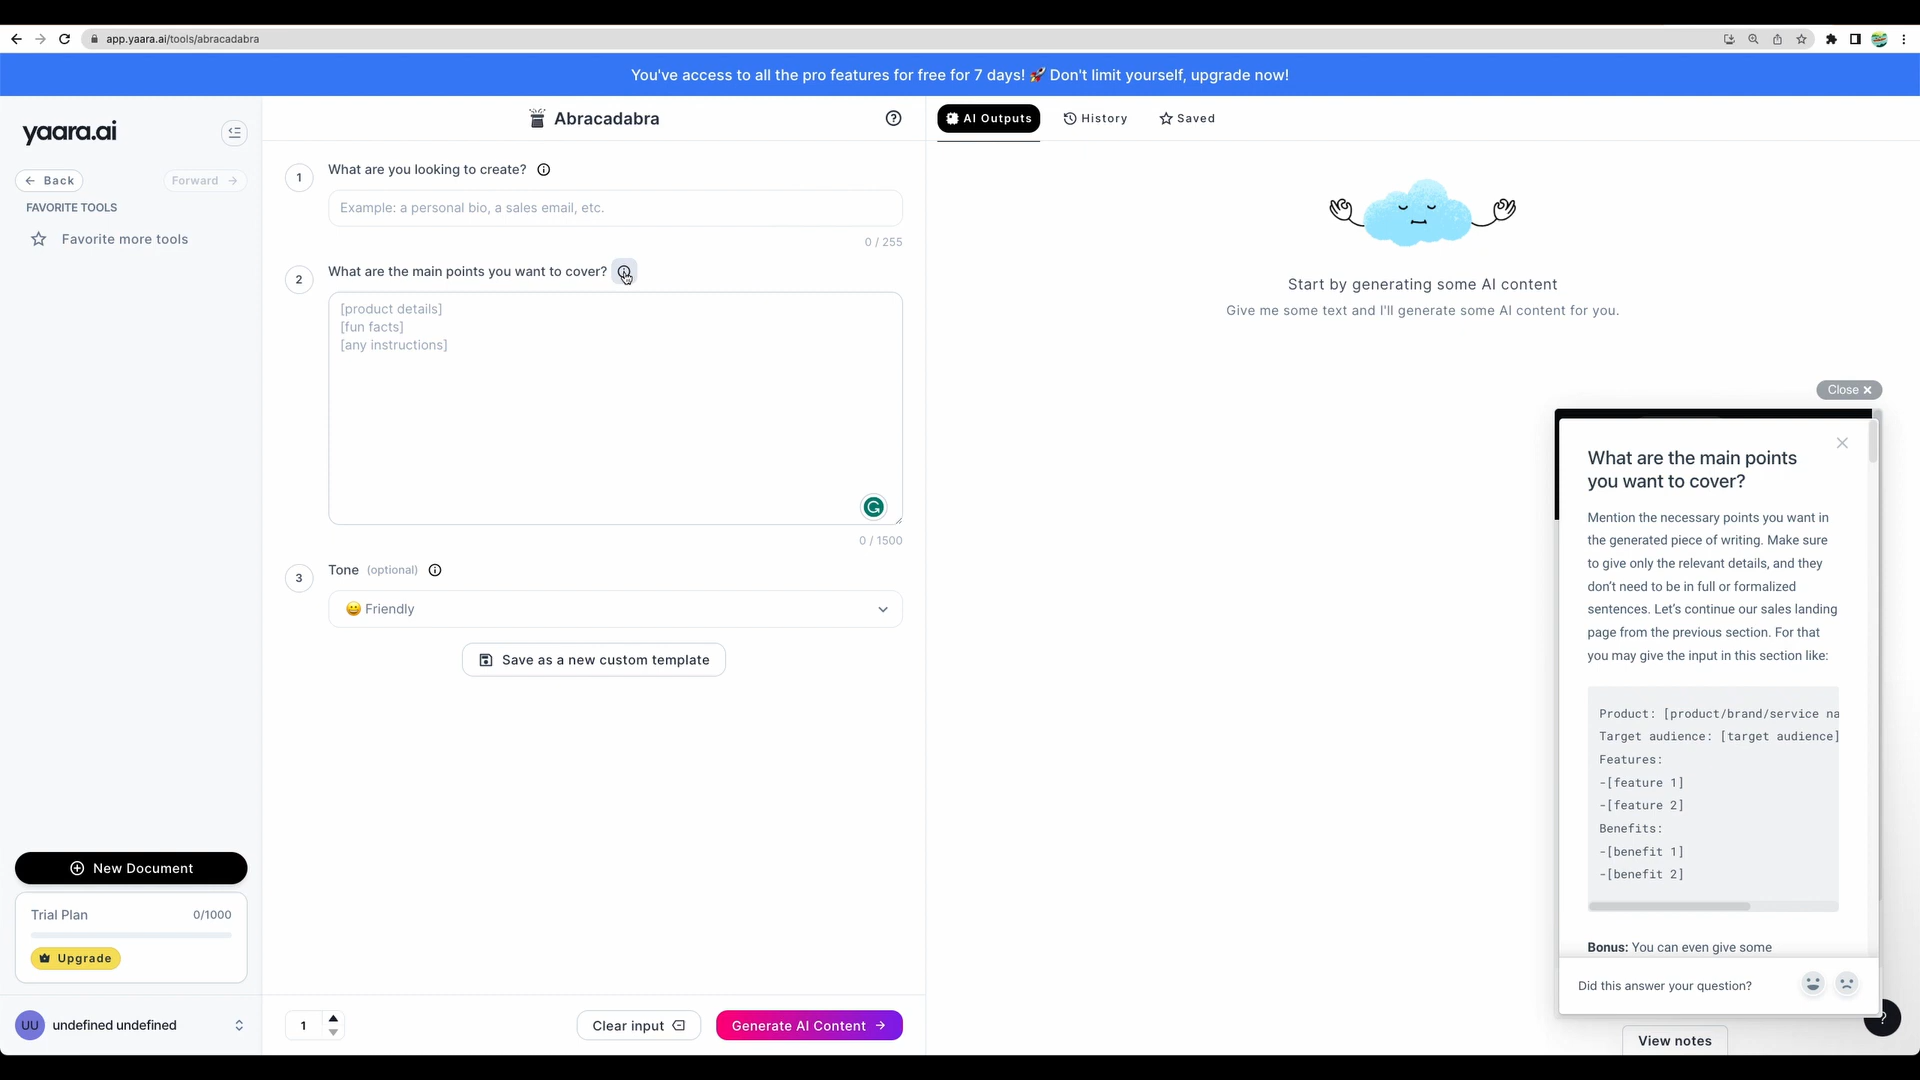 app.yaara.ai/tools/abracadabra
You've access to all the pro features for free for 7 days! 🚀 Don't limit yourself, upgrade now!
yaara.ai
Back
Forward
FAVORITE TOOLS
Favorite more tools
New Document
Trial Plan 0/1000
Upgrade
UU undefined undefined
Abracadabra
1 What are you looking to create?
Example: a personal bio, a sales email, etc.
0 / 255
2 What are the main points you want to cover?
[product details]
[fun facts]
[any instructions]
0 / 1500
3 Tone (optional)
😀 Friendly
Save as a new custom template
1
Clear input
Generate AI Content
AI Outputs
History
Saved
Start by generating some AI content
Give me some text and I'll generate some AI content for you.
Close
What are the main points
you want to cover?
Mention the necessary points you want in
the generated piece of writing. Make sure
to give only the relevant details, and they
don't need to be in full or formalized
sentences. Let's continue our sales landing
page from the previous section. For that
you may give the input in this section like:
Product: [product/brand/service na
Target audience: [target audience]
Features:
-[feature 1]
-[feature 2]
Benefits:
-[benefit 1]
-[benefit 2]
Bonus: You can even give some
Did this answer your question?
?
View notes